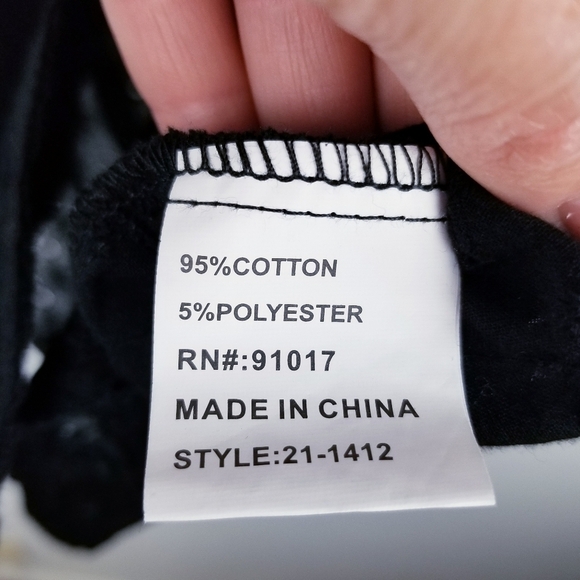 95%COTTON
5%POLYESTER
RN#:91017
MADE IN CHINA
STYLE:21-1412